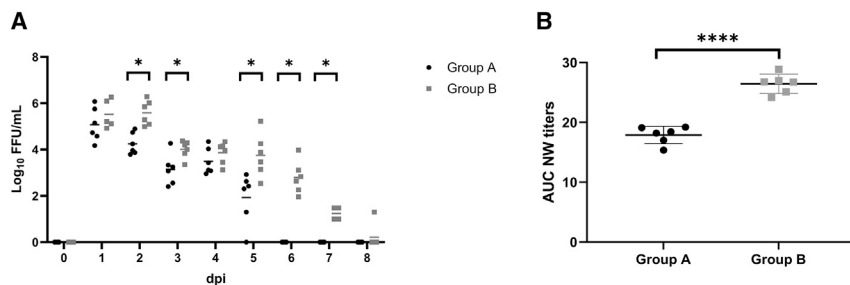 A
8
6
4
2
0
Log10 FFU/mL
* * * * *
0 1 2 3 4 5 6 7 8
dpi
Group A
Group B
B
30
20
10
0
AUC NW titers
****
Group A Group B